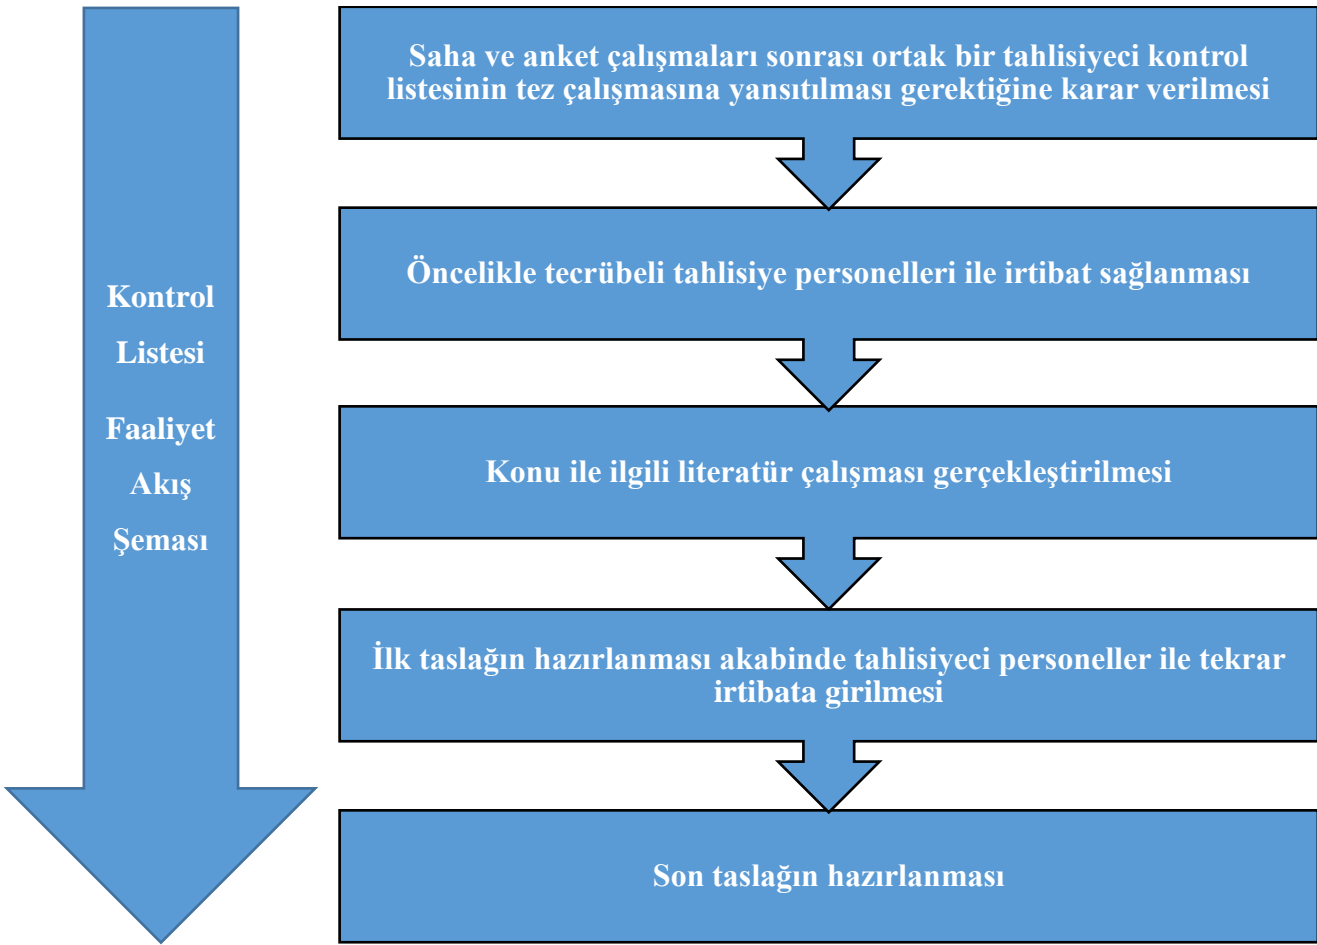 Kontrol
Listesi
Faaliyet
Akış
Şeması
Saha ve anket çalışmaları sonrası ortak bir tahlisiyeci kontrol
listesinin tez çalışmasına yansıtılması gerektiğine karar verilmesi
Öncelikle tecrübeli tahlisiye personelleri ile irtibat sağlanması
Konu ile ilgili literatür çalışması gerçekleştirilmesi
İlk taslağın hazırlanması akabinde tahlisiyeci personeller ile tekrar
irtibata girilmesi
Son taslağın hazırlanması